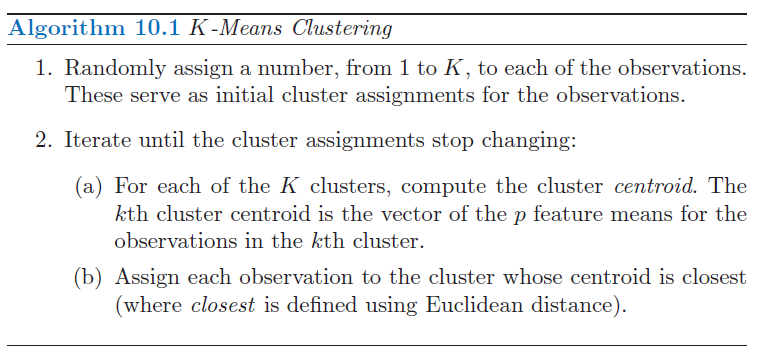 Algorithm 10.1 K-Means Clustering
1. Randomly assign a number, from 1 to K, to each of the observations.
These serve as initial cluster assignments for the observations.
2. Iterate until the cluster assignments stop changing:
(a) For each of the K clusters, compute the cluster centroid. The
kth cluster centroid is the vector of the p feature means for the
observations in the kth cluster.
(b) Assign each observation to the cluster whose centroid is closest
(where closest is defined using Euclidean distance).